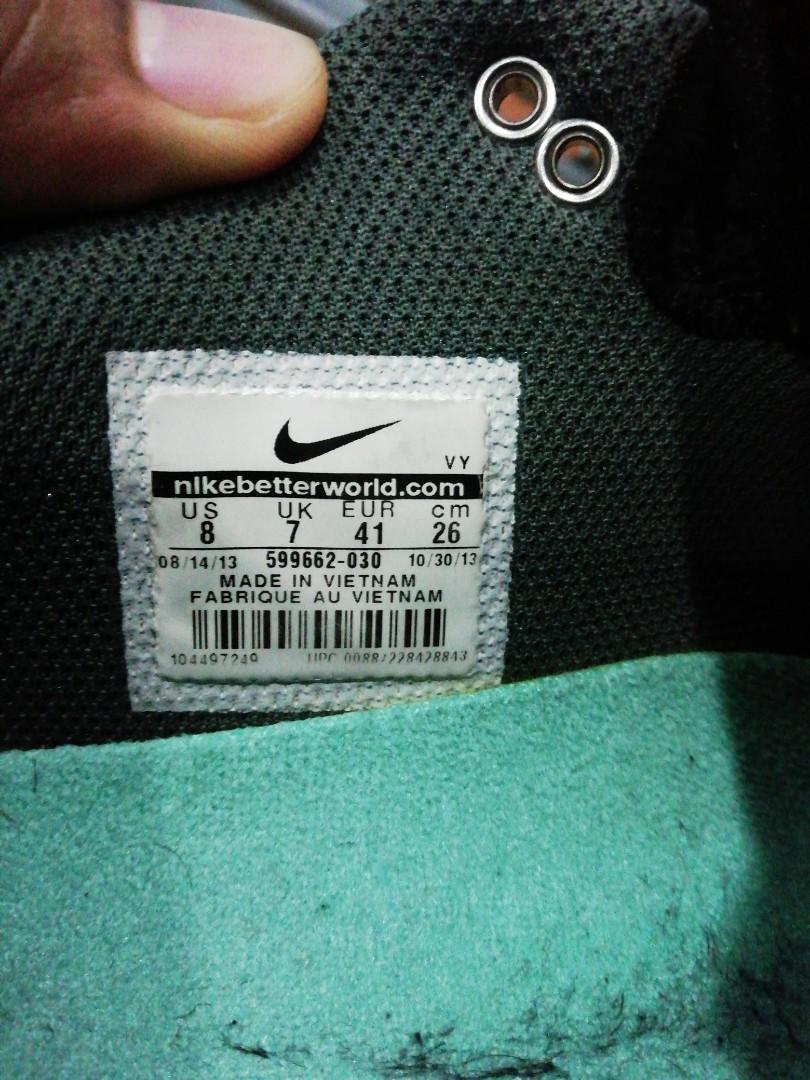 VY
nikebetterworld.com
US UK EUR cm
8 7 41 26
08/14/13 599662-030 10/30/13
MADE IN VIETNAM
FABRIQUE AU VIETNAM
104497249 UPC